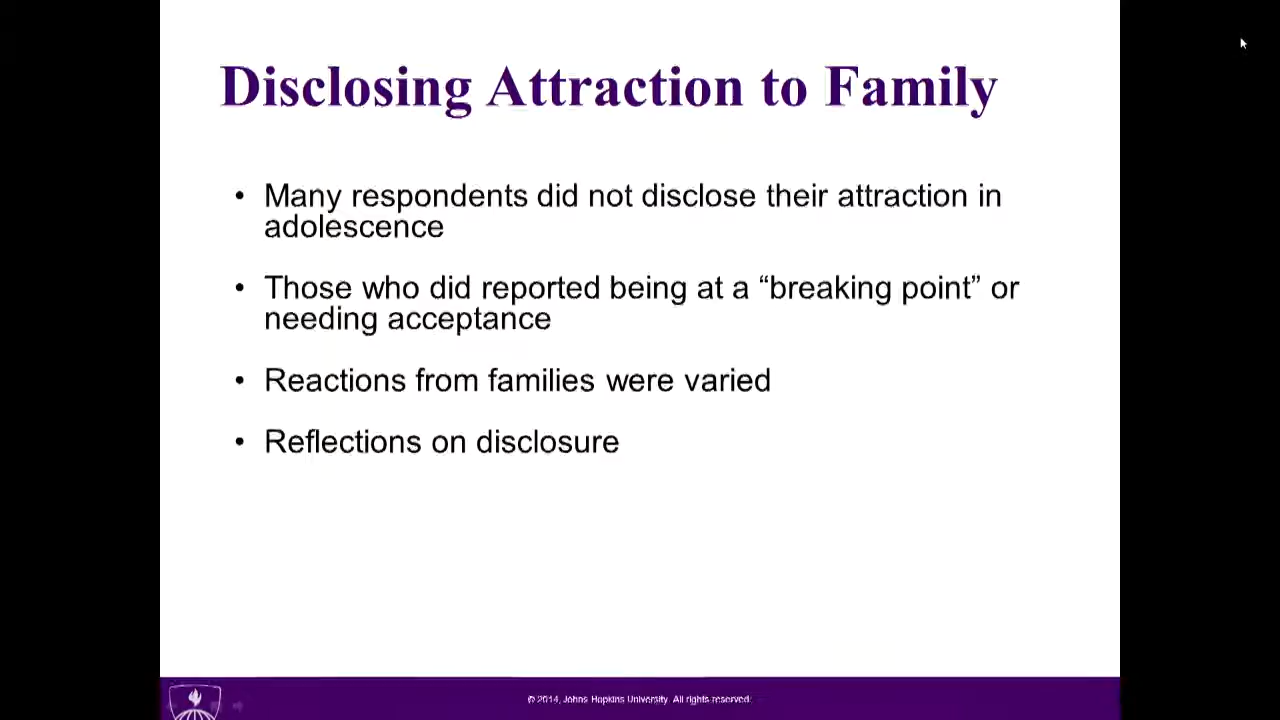 Disclosing Attraction to Family
• Many respondents did not disclose their attraction in
adolescence
• Those who did reported being at a “breaking point” or
needing acceptance
• Reactions from families were varied
• Reflections on disclosure
© 2014, Johns Hopkins University. All rights reserved.